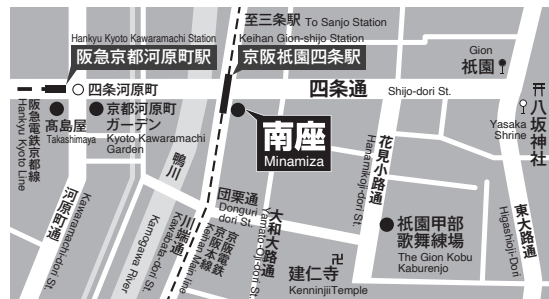 至三条駅 To Sanjo Station
Hankyu Kyoto Kawaramachi Station
阪急京都河原町駅
Keihan Gion-shijo Station
京阪祇園四条駅
Gion
祇園
四条河原町
四条通
Shijo-dori St.
阪急電鉄京都線
Hankyu Kyoto Line
髙島屋
Takashimaya
京都河原町
ガーデン
Kyoto Kawaramachi
Garden
南座
Minamiza
八坂神社
Yasaka
Shrine
鴨川
Kamogawa River
花見小路通
Hanamikoji-dori St.
河原町通
Kawaramachi-dori St.
団栗通
Donguri
dori St.
川端通
Kawabata-dori St.
京阪電鉄
京阪本線
Keihan Main line
大和大路通
Yamato-Oji-dori St.
祇園甲部
歌舞練場
The Gion Kobu
Kaburenjo
東大路通
Higashioji-Dori
卍
建仁寺
KenninjiiTemple